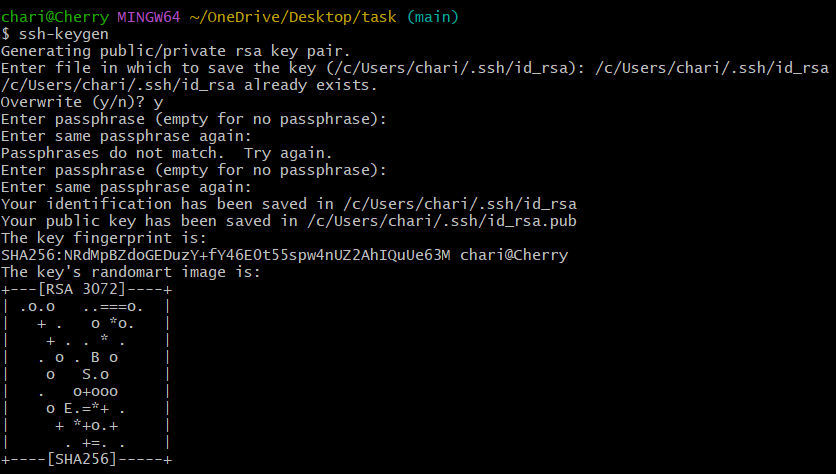 chari@Cherry MINGW64 ~/OneDrive/Desktop/task (main)
$ ssh-keygen
Generating public/private rsa key pair.
Enter file in which to save the key (/c/Users/chari/.ssh/id_rsa): /c/Users/chari/.ssh/id_rsa
/c/Users/chari/.ssh/id_rsa already exists.
Overwrite (y/n)? y
Enter passphrase (empty for no passphrase):
Enter same passphrase again:
Passphrases do not match.  Try again.
Enter passphrase (empty for no passphrase):
Enter same passphrase again:
Your identification has been saved in /c/Users/chari/.ssh/id_rsa
Your public key has been saved in /c/Users/chari/.ssh/id_rsa.pub
The key fingerprint is:
SHA256:NRdMpBZdoGEDuzY+fY46E0t55spw4nUZ2AhIQuUe63M chari@Cherry
The key's randomart image is:
+---[RSA 3072]----+
| .o.o   ..===o.  |
|   + .   o *o.   |
|    + . . * .    |
|   . o . B o     |
|    o   S.o      |
|   .   o+ooo     |
|    o E.=*+ .    |
|     + *+o.+     |
|      . +=. .    |
+----[SHA256]-----+